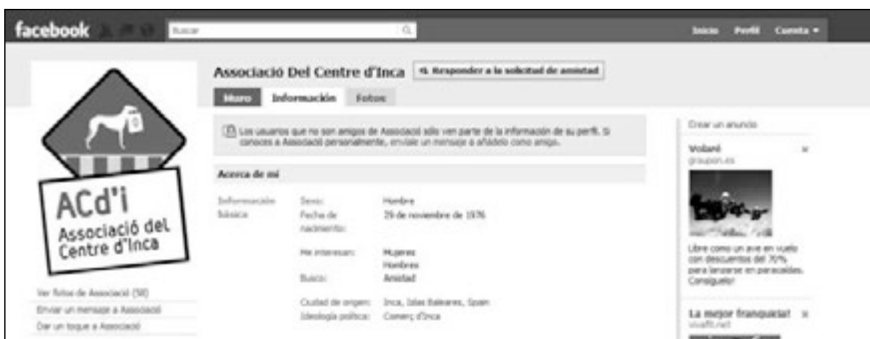 facebook
Buscar
Inicio Perfil Cuenta
Associació Del Centre d'Inca
Responder a la solicitud de amistad
Muro Información Fotos
Los usuarios que no son amigos de Associació sólo ven parte de la información de su perfil. Si
conoces a Associació personalmente, envíale un mensaje o añádelo como amigo.
Acerca de mí
Información básica
Sexo: Hombre
Fecha de nacimiento: 29 de noviembre de 1976
Me interesan: Mujeres
Hombres
Busco: Amistad
Ciudad de origen: Inca, Islas Baleares, Spain
Ideología política: Comerç d'Inca
ACd'i
Associació del
Centre d'Inca
Ver fotos de Associació (58)
Enviar un mensaje a Associació
Dar un toque a Associació
Crear un anuncio
Volaré x
groupon.es
Libre como un ave en vuelo
con descuentos del 70%
para lanzarse en paracaídas.
Consíguelo!
La mejor franquicia! x
vivafit.net